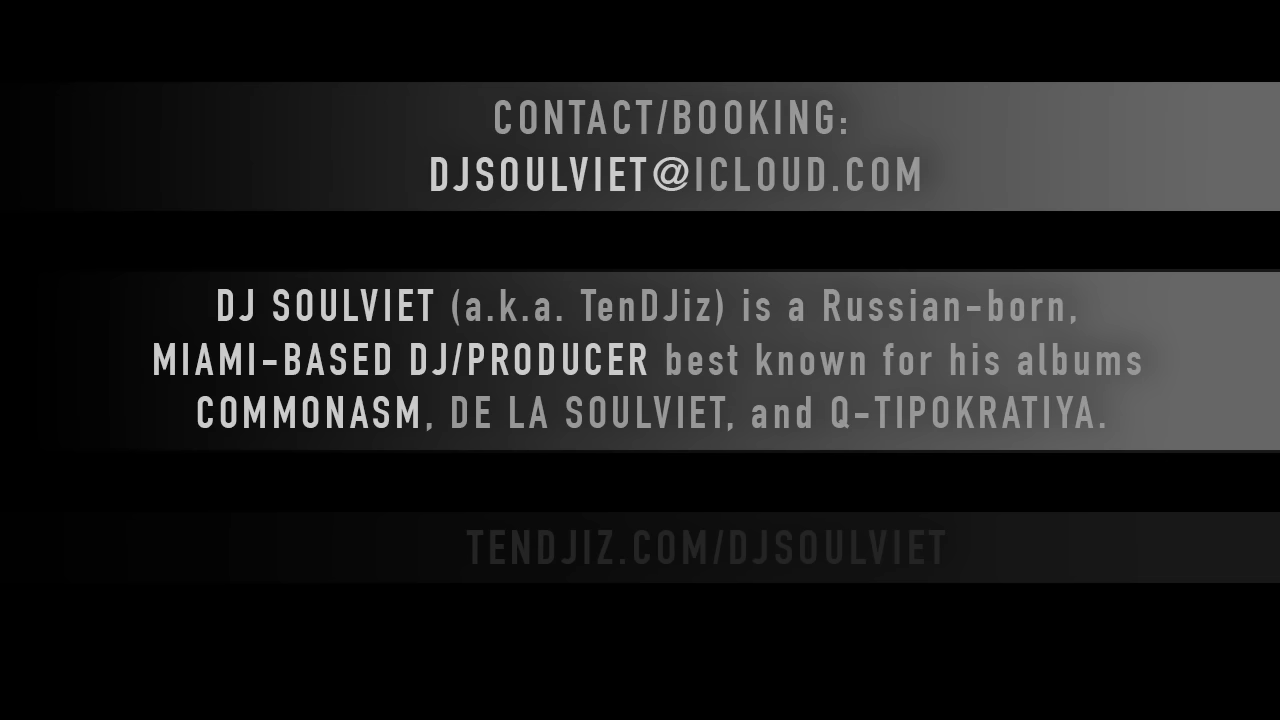 CONTACT/BOOKING:
DJSOULVIET@ICLOUD.COM
DJ SOULVIET (a.k.a. TenDJiz) is a Russian-born,
MIAMI-BASED DJ/PRODUCER best known for his albums
COMMONASM, DE LA SOULVIET, and Q-TIPOKRATIYA.
TENDJIZ.COM/DJSOULVIET